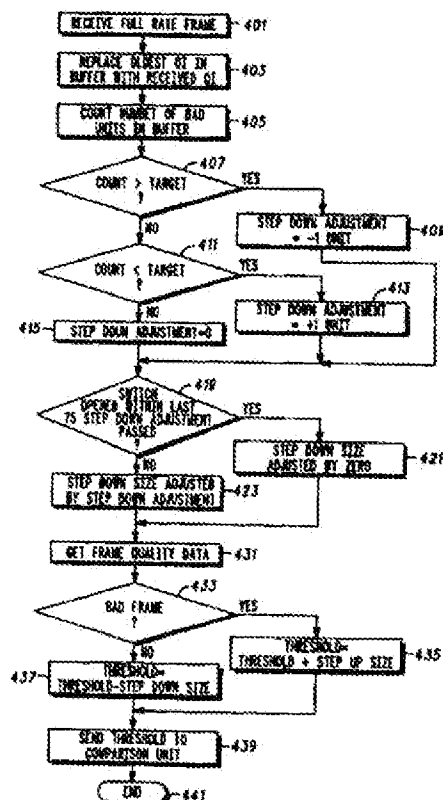 RECEIVE FULL RATE FRAME
401
REPLACE OLDEST QI IN
BUFFER WITH RECEIVED QI
403
COUNT NUMBER OF BAD
UNITS IN BUFFER
405
407
COUNT > TARGET
?
YES
NO
STEP DOWN ADJUSTMENT
= -1 UNIT
409
411
COUNT < TARGET
?
YES
NO
413
STEP DOWN ADJUSTMENT
= +1 UNIT
415
STEP DOWN ADJUSTMENT=0
419
SWITCH
OPENED WITHIN LAST
75 STEP DOWN ADJUSTMENT
PASSED
?
YES
NO
STEP DOWN SIZE
ADJUSTED BY ZERO
421
STEP DOWN SIZE ADJUSTED
BY STEP DOWN ADJUSTMENT
423
GET FRAME QUALITY DATA
431
433
BAD FRAME
?
YES
NO
THRESHOLD=
THRESHOLD + STEP UP SIZE
435
437
THRESHOLD=
THRESHOLD-STEP DOWN SIZE
SEND THRESHOLD TO
COMPARISON UNIT
439
END
441